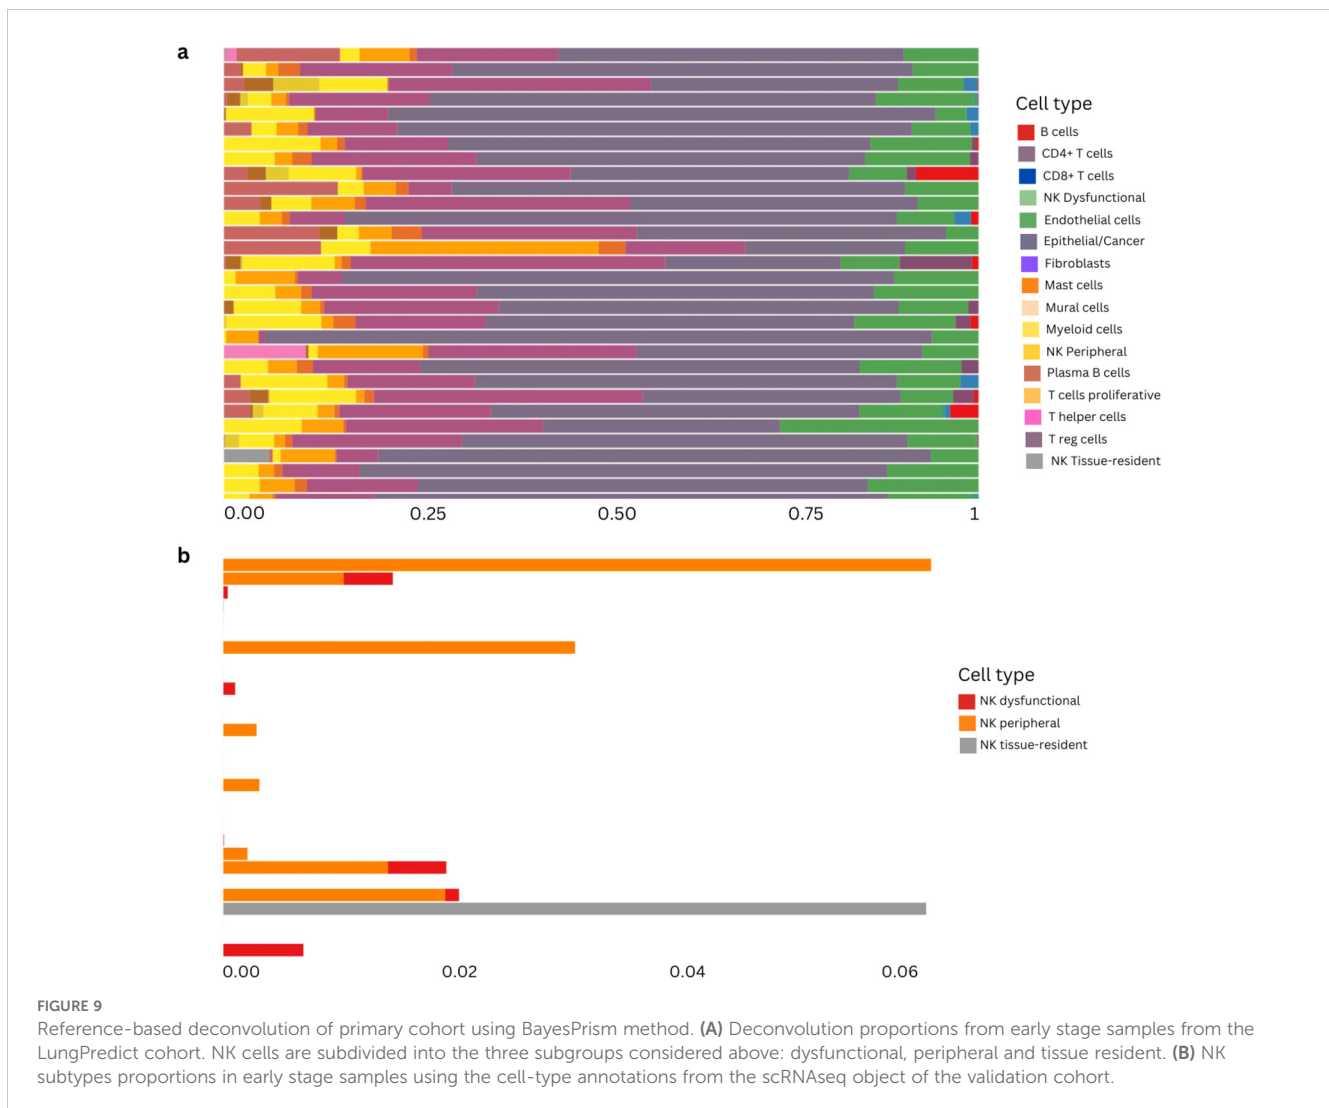 a
Cell type
B cells
CD4+ T cells
CD8+ T cells
NK Dysfunctional
Endothelial cells
Epithelial/Cancer
Fibroblasts
Mast cells
Mural cells
Myeloid cells
NK Peripheral
Plasma B cells
T cells proliferative
T helper cells
T reg cells
NK Tissue-resident
0.00 0.25 0.50 0.75 1
b
Cell type
NK dysfunctional
NK peripheral
NK tissue-resident
0.00 0.02 0.04 0.06
FIGURE 9
Reference-based deconvolution of primary cohort using BayesPrism method. (A) Deconvolution proportions from early stage samples from the
LungPredict cohort. NK cells are subdivided into the three subgroups considered above: dysfunctional, peripheral and tissue resident. (B) NK
subtypes proportions in early stage samples using the cell-type annotations from the scRNAseq object of the validation cohort.